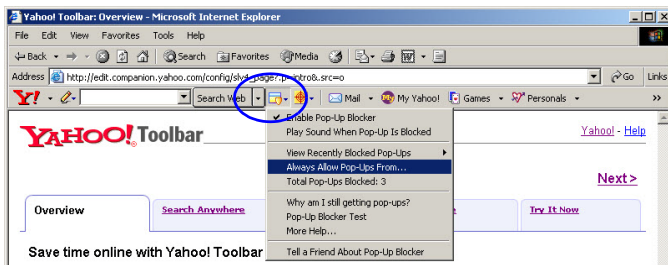 Yahoo! Toolbar: Overview - Microsoft Internet Explorer
File Edit View Favorites Tools Help
Back Search Favorites Media
Address http://edit.companion.yahoo.com/config/slv4_page?.p=intro&.src=o Go Links
Y! Search Web Mail My Yahoo! Games Personals »
Enable Pop-Up Blocker
Play Sound When Pop-Up Is Blocked
YAHOO! Toolbar Yahoo! - Help
View Recently Blocked Pop-Ups
Always Allow Pop-Ups From...
Total Pop-Ups Blocked: 3
Next >
Why am I still getting pop-ups?
Pop-Up Blocker Test
More Help...
Overview Search Anywhere Try It Now
Tell a Friend About Pop-Up Blocker
Save time online with Yahoo! Toolbar